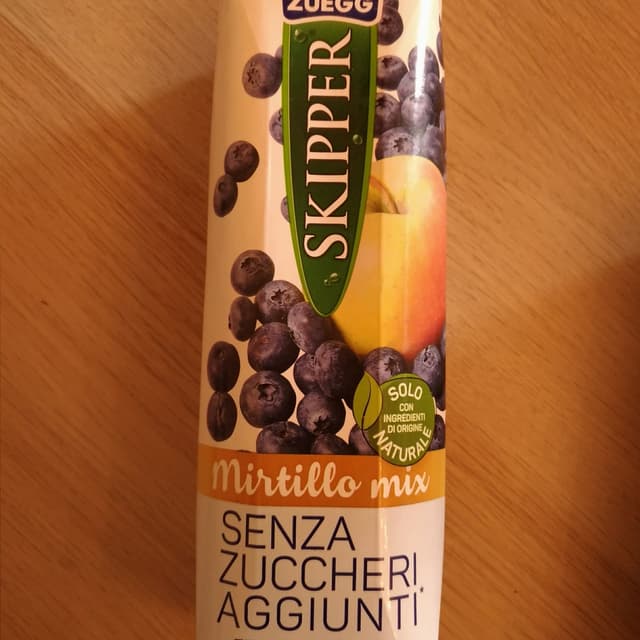 ZUEGG
SKIPPER
SOLO
CON
INGREDIENTI
DI ORIGINE
NATURALE
Mirtillo mix
SENZA
ZUCCHERI
AGGIUNTI*